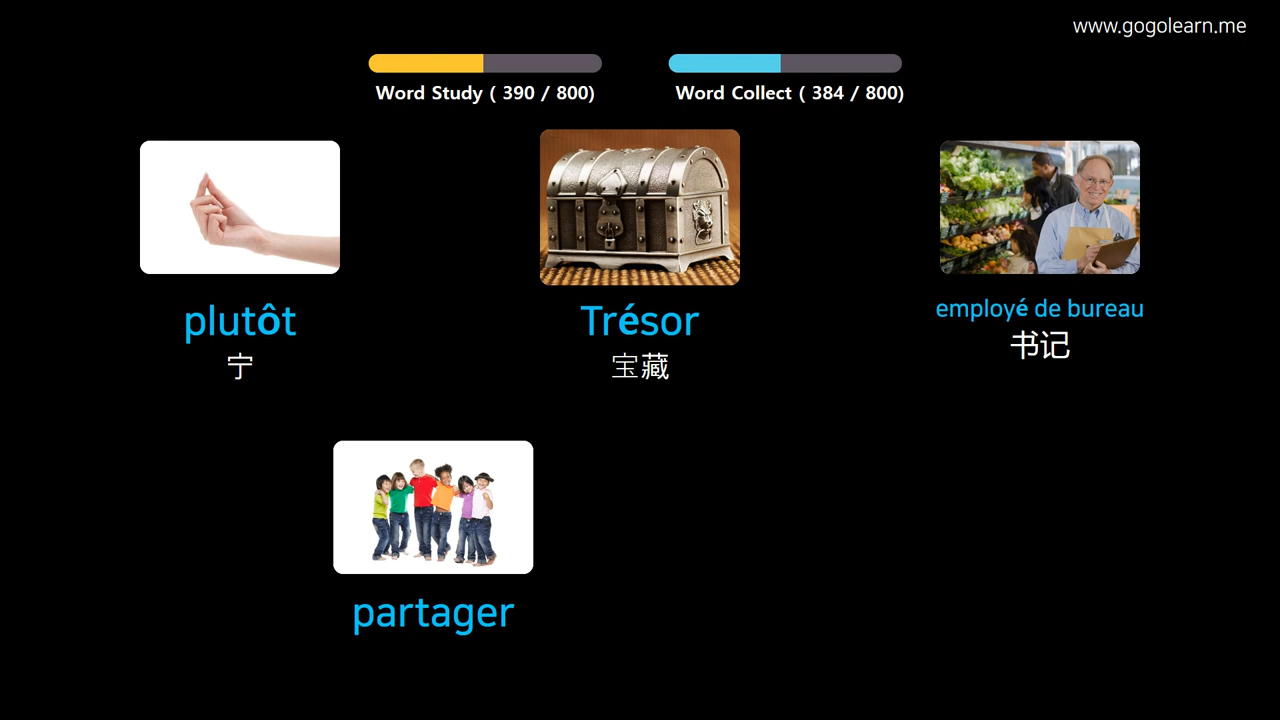 www.gogolearn.me
Word Study ( 390 / 800)
Word Collect ( 384 / 800)
plutôt
宁
Trésor
宝藏
employé de bureau
书记
partager